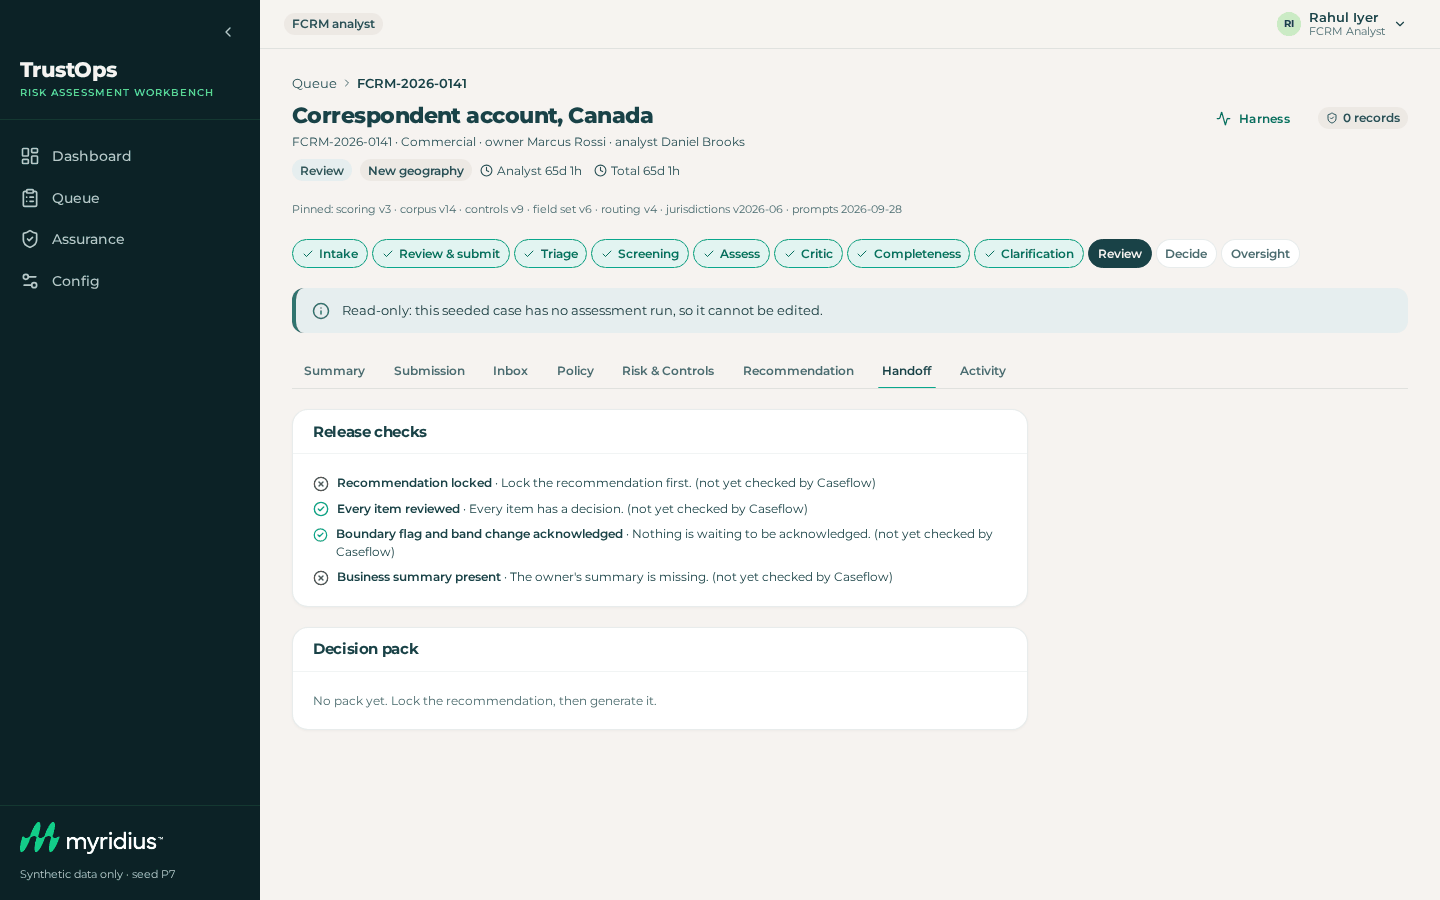 FCRM analyst
RI
Rahul Iyer
FCRM Analyst
TrustOps
RISK ASSESSMENT WORKBENCH
Dashboard
Queue
Assurance
Config
Queue
FCRM-2026-0141
Correspondent account, Canada
Harness
0 records
FCRM-2026-0141 · Commercial · owner Marcus Rossi · analyst Daniel Brooks
Review
New geography
Analyst 65d 1h
Total 65d 1h
Pinned: scoring v3 · corpus v14 · controls v9 · field set v6 · routing v4 · jurisdictions v2026-06 · prompts 2026-09-28
Intake
Review & submit
Triage
Screening
Assess
Critic
Completeness
Clarification
Review
Decide
Oversight
Read-only: this seeded case has no assessment run, so it cannot be edited.
Summary
Submission
Inbox
Policy
Risk & Controls
Recommendation
Handoff
Activity
Release checks
Recommendation locked · Lock the recommendation first. (not yet checked by Caseflow)
Every item reviewed · Every item has a decision. (not yet checked by Caseflow)
Boundary flag and band change acknowledged · Nothing is waiting to be acknowledged. (not yet checked by
Caseflow)
Business summary present · The owner's summary is missing. (not yet checked by Caseflow)
Decision pack
No pack yet. Lock the recommendation, then generate it.
myridius™
Synthetic data only · seed P7